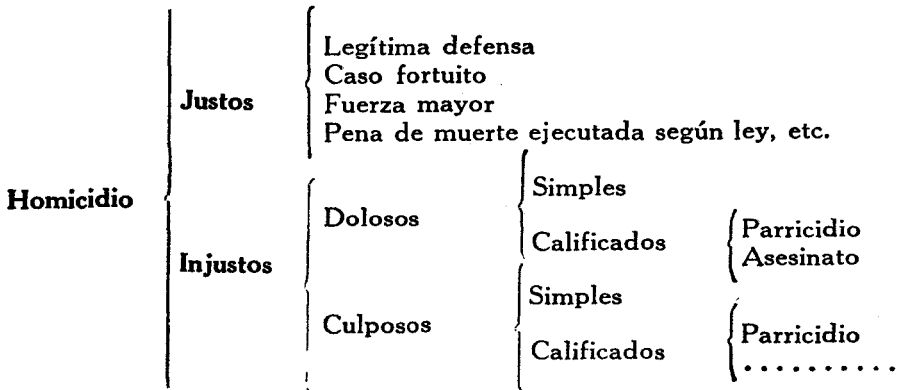 Legítima defensa
Caso fortuito
Justos
Fuerza mayor
Pena de muerte ejecutada según ley, etc.
Homicidio
Simples
Dolosos
Calificados
Parricidio
Asesinato
Injustos
Simples
Culposos
Calificados
Parricidio
..........